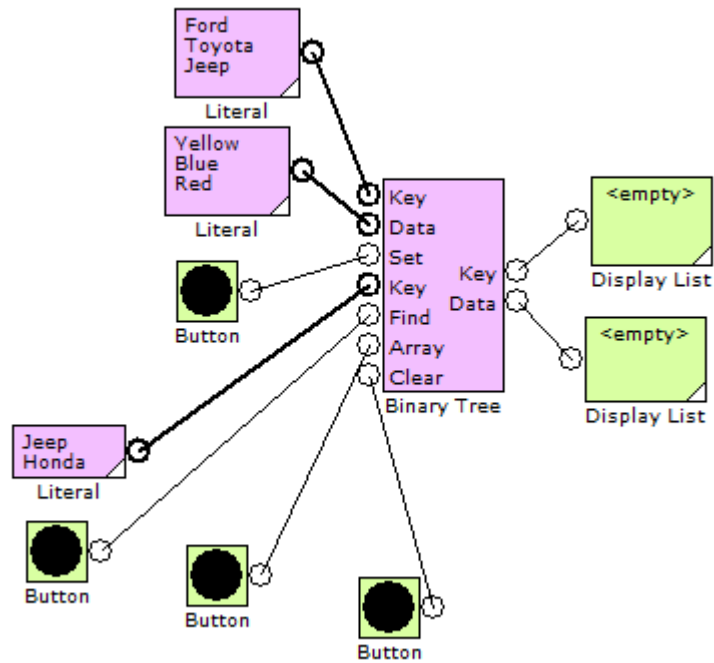 Ford
Toyota
Jeep
Literal
Yellow
Blue
Red
Literal
Button
Key
Data
Set
Key
Find
Array
Clear
Key
Data
Binary Tree
<empty>
Display List
<empty>
Display List
Jeep
Honda
Literal
Button
Button
Button